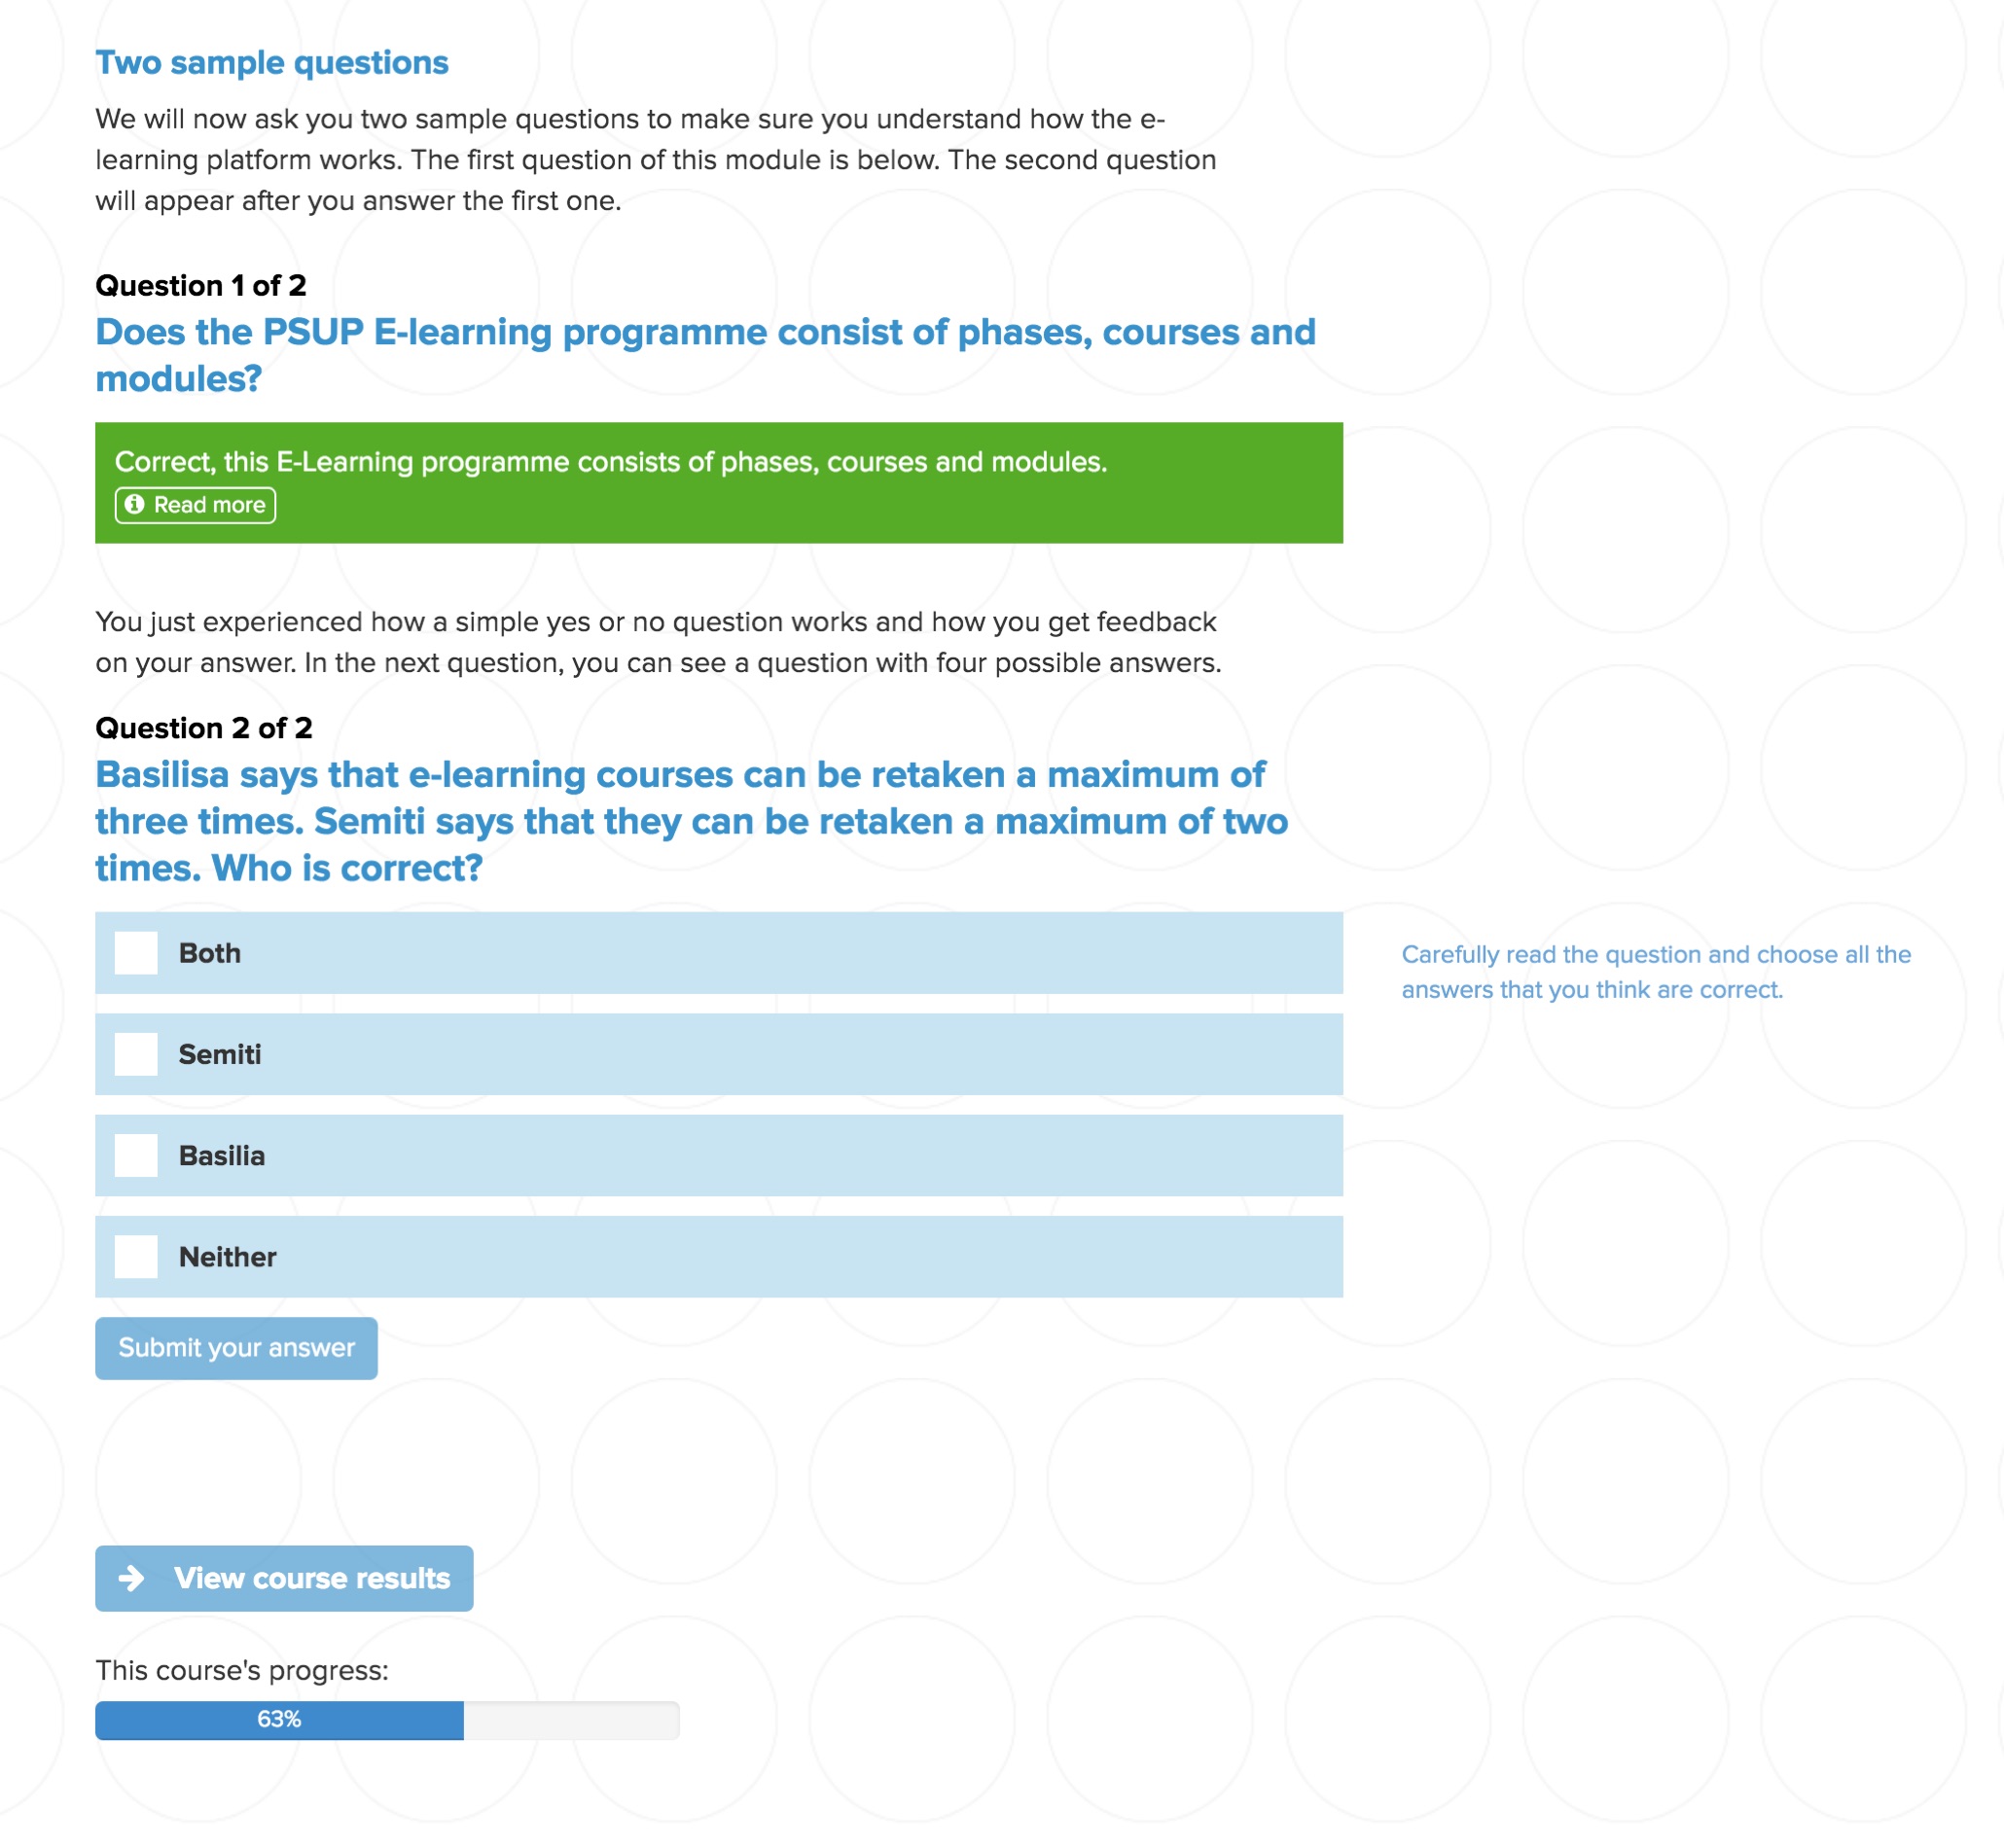 Two sample questions
We will now ask you two sample questions to make sure you understand how the e-
learning platform works. The first question of this module is below. The second question
will appear after you answer the first one.
Question 1 of 2
Does the PSUP E-learning programme consist of phases, courses and
modules?
Correct, this E-Learning programme consists of phases, courses and modules.
Read more
You just experienced how a simple yes or no question works and how you get feedback
on your answer. In the next question, you can see a question with four possible answers.
Question 2 of 2
Basilisa says that e-learning courses can be retaken a maximum of
three times. Semiti says that they can be retaken a maximum of two
times. Who is correct?
Both
Carefully read the question and choose all the
answers that you think are correct.
Semiti
Basilia
Neither
Submit your answer
View course results
This course's progress:
63%